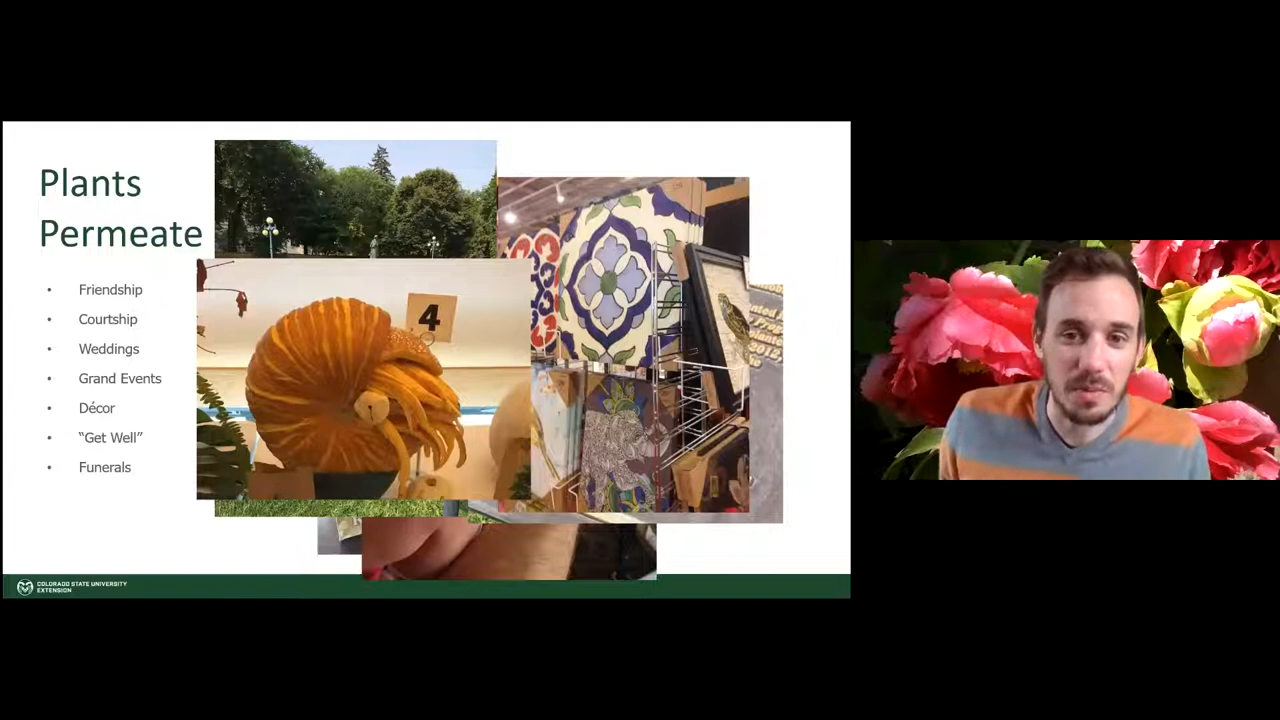 Plants
Permeate
• Friendship
• Courtship
• Weddings
• Grand Events
• Décor
• “Get Well”
• Funerals
4
COLORADO STATE UNIVERSITY
EXTENSION